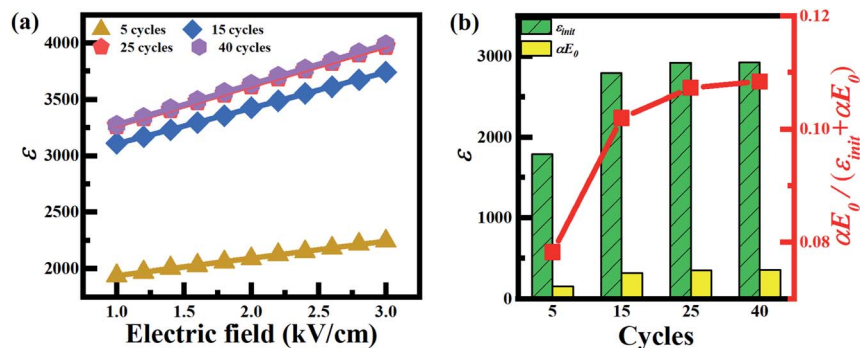 (a)
5 cycles
15 cycles
25 cycles
40 cycles
4000
3500
3000
2500
2000
ε
1.0 1.5 2.0 2.5 3.0
Electric field (kV/cm)
(b)
ε_init
αE_0
3000
2000
1000
0
ε
0.12
0.10
0.08
αE_0 / (ε_init+αE_0)
5 15 25 40
Cycles